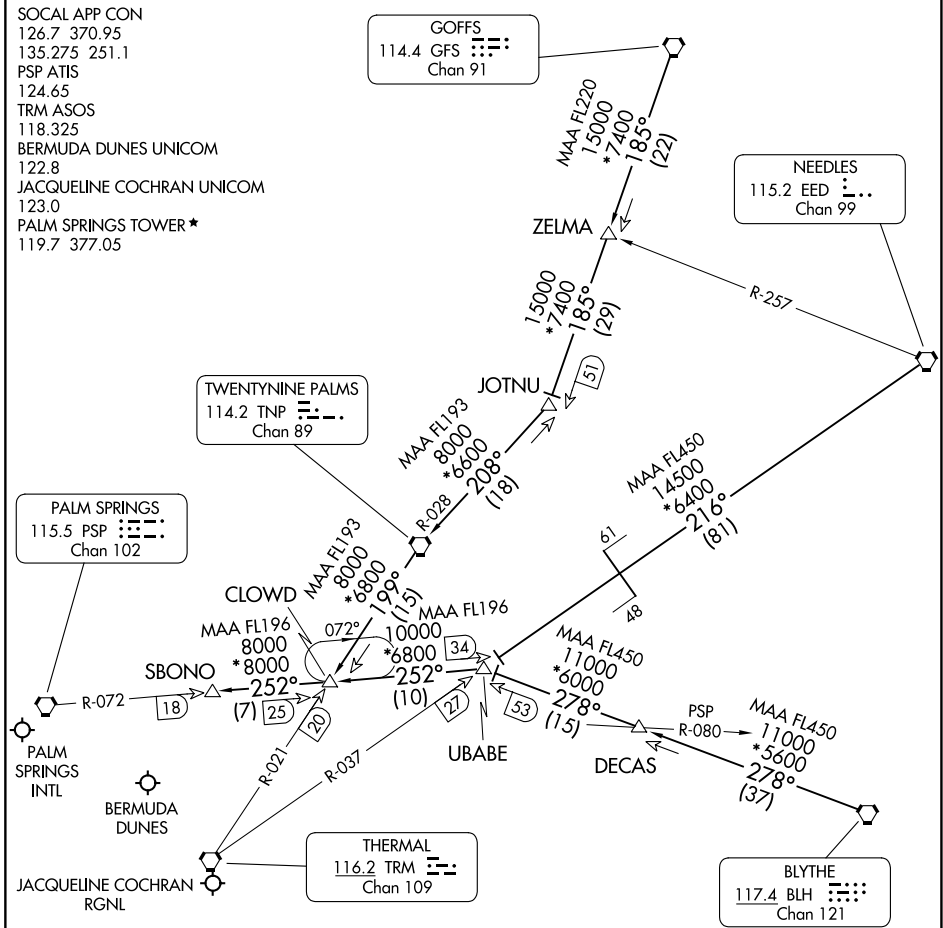 SOCAL APP CON
126.7 370.95
135.275 251.1
PSP ATIS
124.65
TRM ASOS
118.325
BERMUDA DUNES UNICOM
122.8
JACQUELINE COCHRAN UNICOM
123.0
PALM SPRINGS TOWER★
119.7 377.05
GOFFS
114.4 GFS
Chan 91
MAA FL220
15000
*7400
185°
(22)
NEEDLES
115.2 EED
Chan 99
ZELMA
R-257
15000
*7400
185°
(29)
JOTNU
51
TWENTYNINE PALMS
114.2 TNP
Chan 89
MAA FL193
8000
*6600
208°
(18)
R-028
MAA FL450
14500
*6400
216°
(81)
61
48
PALM SPRINGS
115.5 PSP
Chan 102
MAA FL193
8000
*6800
199°
(15)
CLOWD
072°
MAA FL196
8000
*8000
252°
(7)
SBONO
R-072
18
25
20
MAA FL196
10000
*6800
252°
(10)
34
27
53
UBABE
MAA FL450
11000
*6000
278°
(15)
PSP
R-080
DECAS
MAA FL450
11000
*5600
278°
(37)
R-021
R-037
PALM
SPRINGS
INTL
BERMUDA
DUNES
THERMAL
116.2 TRM
Chan 109
JACQUELINE COCHRAN
RGNL
BLYTHE
117.4 BLH
Chan 121